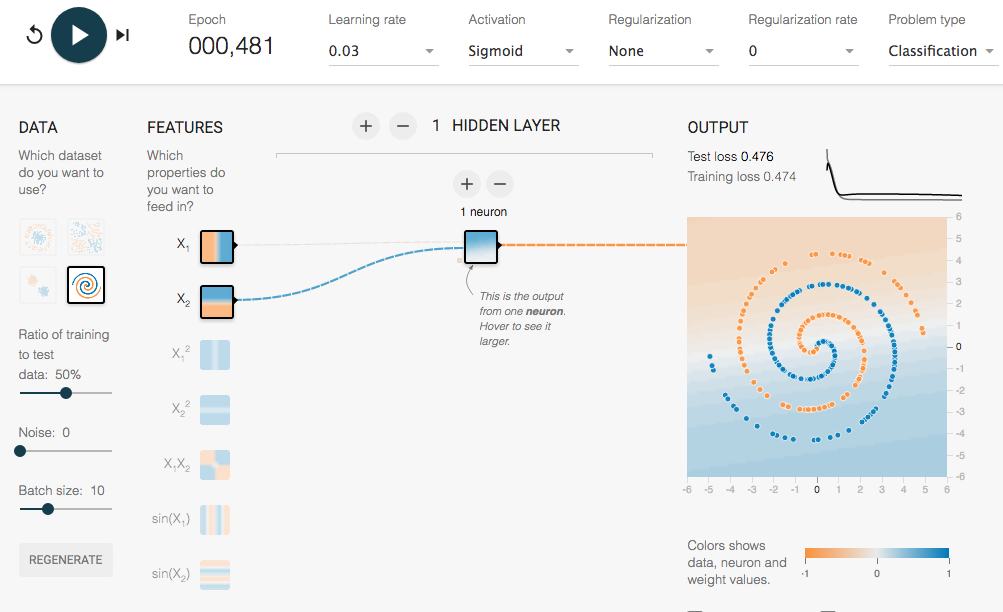 Epoch
000,481
Learning rate
0.03
Activation
Sigmoid
Regularization
None
Regularization rate
0
Problem type
Classification
DATA
Which dataset
do you want to
use?
Ratio of training
to test
data: 50%
Noise: 0
Batch size: 10
REGENERATE
FEATURES
Which
properties do
you want to
feed in?
X₁
X₂
X₁²
X₂²
X₁X₂
sin(X₁)
sin(X₂)
+ − 1 HIDDEN LAYER
+ −
1 neuron
This is the output
from one neuron.
Hover to see it
larger.
OUTPUT
Test loss 0.476
Training loss 0.474
6
5
4
3
2
1
0
-1
-2
-3
-4
-5
-6
-6 -5 -4 -3 -2 -1 0 1 2 3 4 5 6
Colors shows
data, neuron and
weight values.
-1 0 1